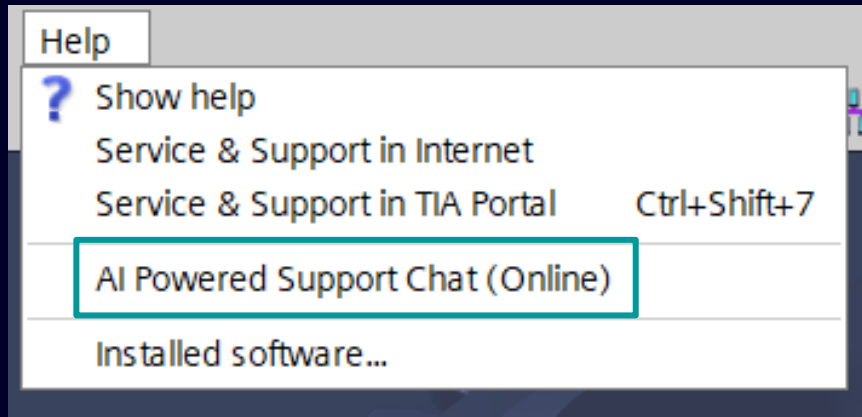 Help
? Show help
Service & Support in Internet
Service & Support in TIA Portal Ctrl+Shift+7
AI Powered Support Chat (Online)
Installed software...